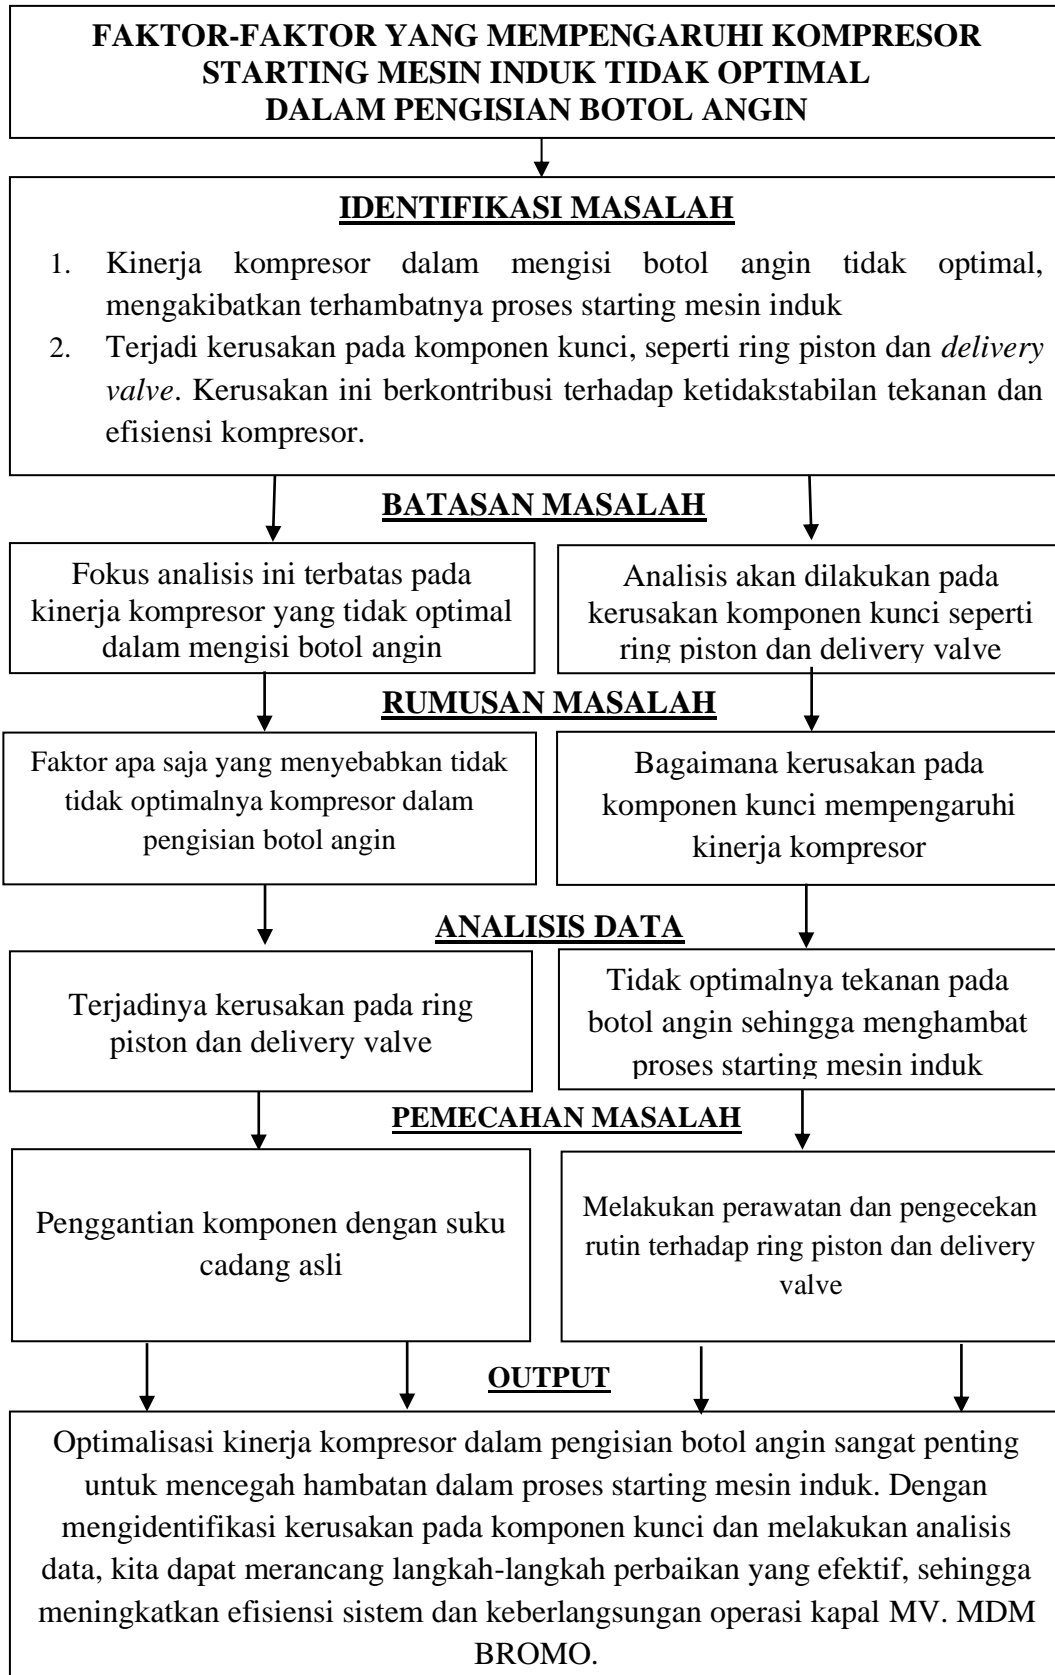 FAKTOR-FAKTOR YANG MEMPENGARUHI KOMPRESOR
STARTING MESIN INDUK TIDAK OPTIMAL
DALAM PENGISIAN BOTOL ANGIN
IDENTIFIKASI MASALAH
1. Kinerja kompresor dalam mengisi botol angin tidak optimal,
mengakibatkan terhambatnya proses starting mesin induk
2. Terjadi kerusakan pada komponen kunci, seperti ring piston dan delivery
valve. Kerusakan ini berkontribusi terhadap ketidakstabilan tekanan dan
efisiensi kompresor.
BATASAN MASALAH
Fokus analisis ini terbatas pada
kinerja kompresor yang tidak optimal
dalam mengisi botol angin
Analisis akan dilakukan pada
kerusakan komponen kunci seperti
ring piston dan delivery valve
RUMUSAN MASALAH
Faktor apa saja yang menyebabkan tidak
tidak optimalnya kompresor dalam
pengisian botol angin
Bagaimana kerusakan pada
komponen kunci mempengaruhi
kinerja kompresor
ANALISIS DATA
Terjadinya kerusakan pada ring
piston dan delivery valve
Tidak optimalnya tekanan pada
botol angin sehingga menghambat
proses starting mesin induk
PEMECAHAN MASALAH
Penggantian komponen dengan suku
cadang asli
Melakukan perawatan dan pengecekan
rutin terhadap ring piston dan delivery
valve
OUTPUT
Optimalisasi kinerja kompresor dalam pengisian botol angin sangat penting
untuk mencegah hambatan dalam proses starting mesin induk. Dengan
mengidentifikasi kerusakan pada komponen kunci dan melakukan analisis
data, kita dapat merancang langkah-langkah perbaikan yang efektif, sehingga
meningkatkan efisiensi sistem dan keberlangsungan operasi kapal MV. MDM
BROMO.